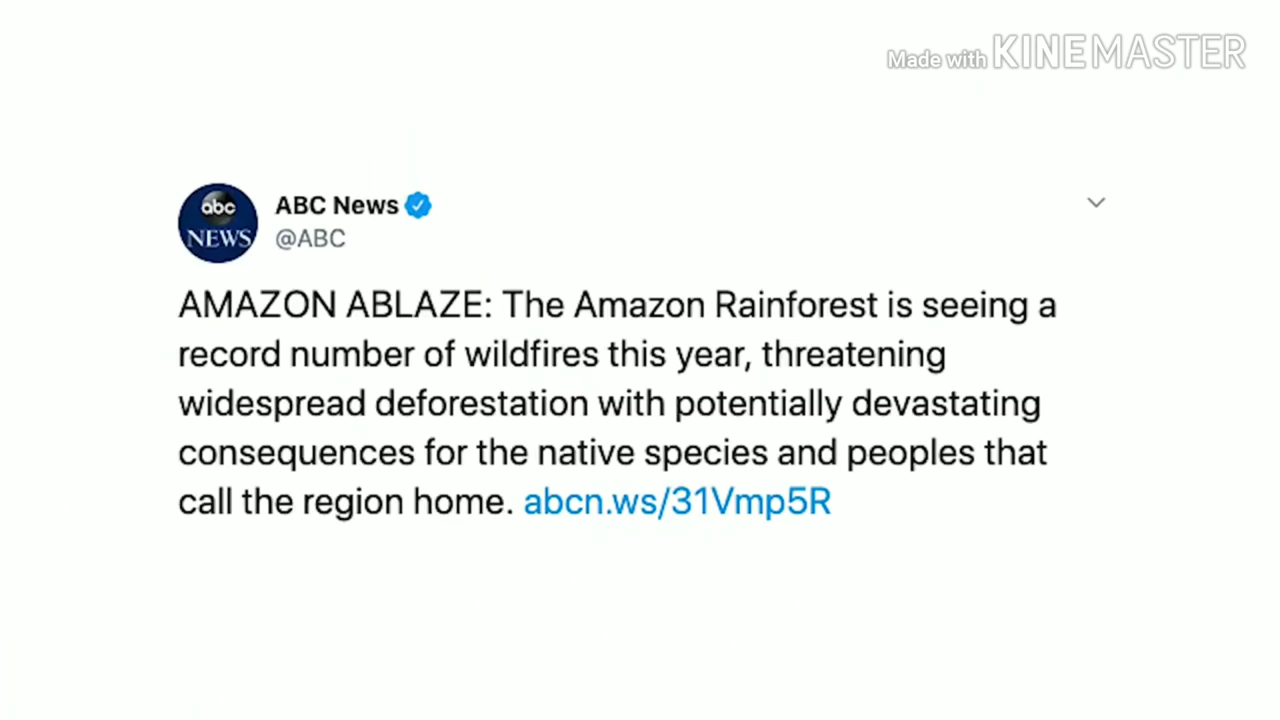 Made with KINEMASTER
abc
NEWS
ABC News
@ABC
AMAZON ABLAZE: The Amazon Rainforest is seeing a
record number of wildfires this year, threatening
widespread deforestation with potentially devastating
consequences for the native species and peoples that
call the region home. abcn.ws/31Vmp5R